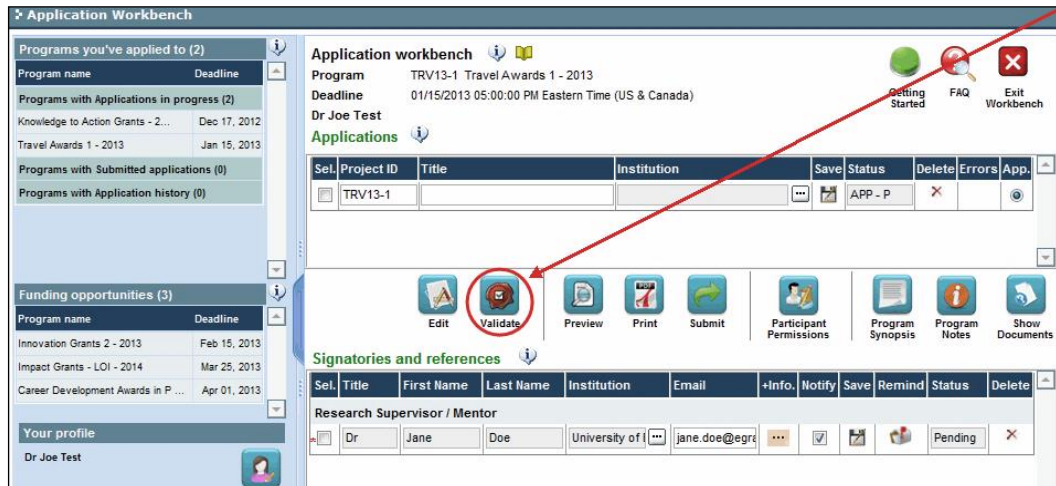 Application Workbench
Programs you've applied to (2)
Program name Deadline
Programs with Applications in progress (2)
Knowledge to Action Grants - 2... Dec 17, 2012
Travel Awards 1 - 2013 Jan 15, 2013
Programs with Submitted applications (0)
Programs with Application history (0)
Funding opportunities (3)
Program name Deadline
Innovation Grants 2 - 2013 Feb 15, 2013
Impact Grants - LOI - 2014 Mar 25, 2013
Career Development Awards in P ... Apr 01, 2013
Your profile
Dr Joe Test
Application workbench
Program TRV13-1 Travel Awards 1 - 2013
Deadline 01/15/2013 05:00:00 PM Eastern Time (US & Canada)
Dr Joe Test
Applications
Getting Started
FAQ
Exit Workbench
Sel. Project ID Title Institution Save Status Delete Errors App.
TRV13-1 ... APP - P
Edit Validate Preview Print Submit Participant Permissions Program Synopsis Program Notes Show Documents
Signatories and references
Sel. Title First Name Last Name Institution Email +Info. Notify Save Remind Status Delete
Research Supervisor / Mentor
Dr Jane Doe University of ... jane.doe@egra ... Pending